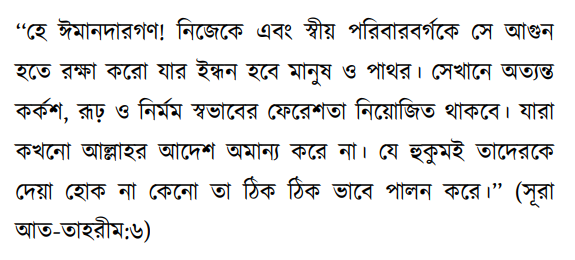 ‘‘হে ঈমানদারগণ! নিজেকে এবং স্বীয় পরিবারবর্গকে সে আগুন
হতে রক্ষা করো যার ইন্ধন হবে মানুষ ও পাথর। সেখানে অত্যন্ত
কর্কশ, রূঢ় ও নির্মম স্বভাবের ফেরেশতা নিয়োজিত থাকবে। যারা
কখনো আল্লাহর আদেশ অমান্য করে না। যে হুকুমই তাদেরকে
দেয়া হোক না কেনো তা ঠিক ঠিক ভাবে পালন করে।’’ (সূরা
আত-তাহরীম:৬)